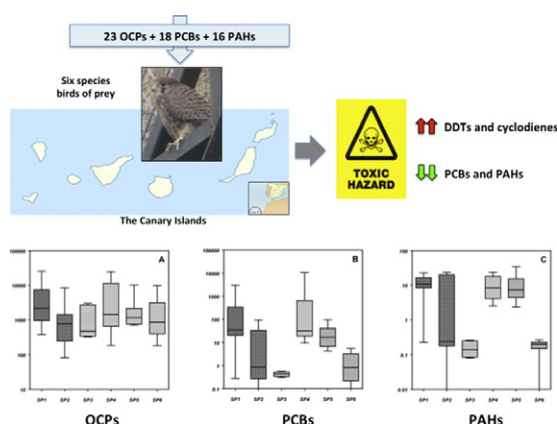 23 OCPs + 18 PCBs + 16 PAHs
Six species
birds of prey
The Canary Islands
TOXIC
HAZARD
DDTs and cyclodienes
PCBs and PAHs
A
100000
10000
1000
100
10
SP1 SP2 SP3 SP4 SP5 SP6
OCPs
B
100000
10000
1000
100
10
1
0.1
SP1 SP2 SP3 SP4 SP5 SP6
PCBs
C
100
10
1
0.1
0.01
SP1 SP2 SP3 SP4 SP5 SP6
PAHs